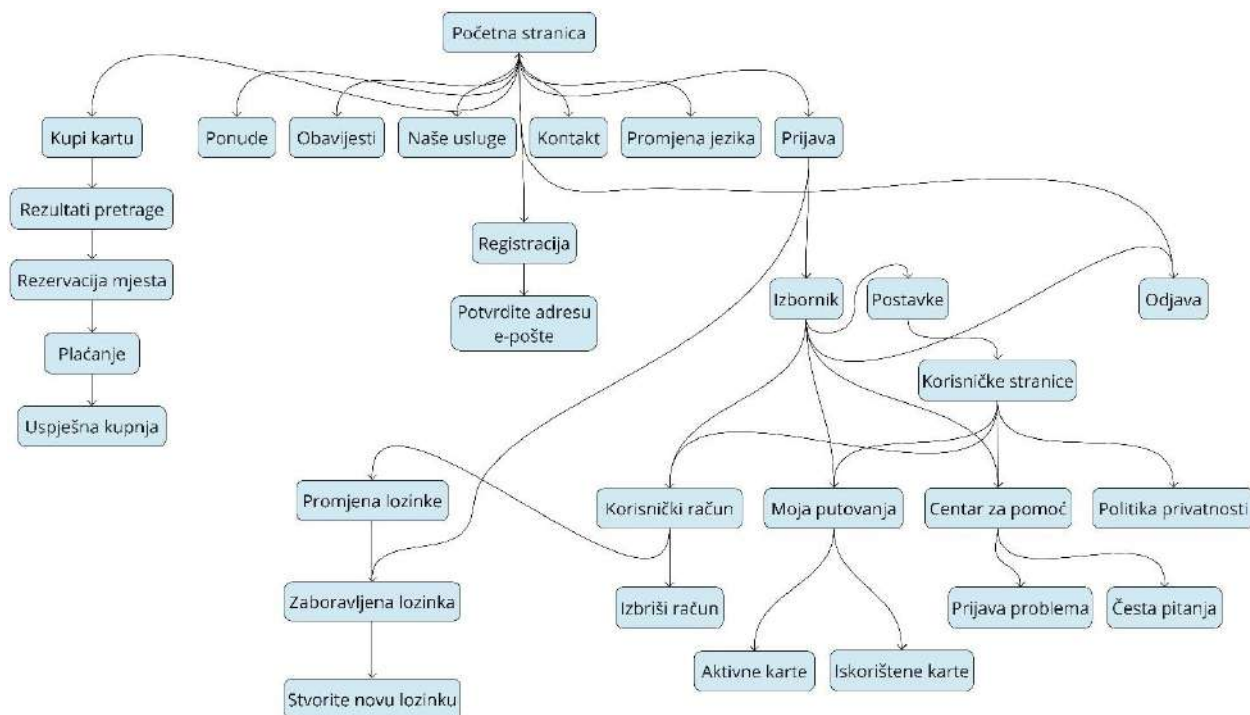 Početna stranica
Kupi kartu
Ponude
Obavijesti
Naše usluge
Kontakt
Promjena jezika
Prijava
Rezultati pretrage
Registracija
Rezervacija mjesta
Izbornik
Postavke
Odjava
Potvrdite adresu
e-pošte
Plaćanje
Korisničke stranice
Uspješna kupnja
Promjena lozinke
Korisnički račun
Moja putovanja
Centar za pomoć
Politika privatnosti
Zaboravljena lozinka
Izbriši račun
Prijava problema
Česta pitanja
Aktivne karte
Iskorištene karte
Stvorite novu lozinku